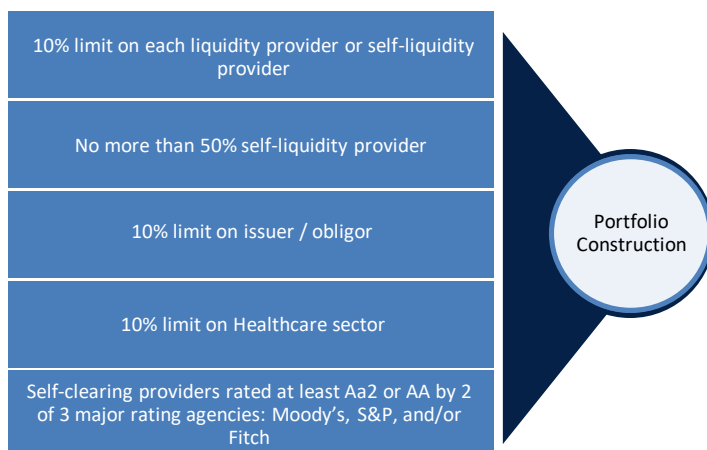 10% limit on each liquidity provider or self-liquidity
provider
No more than 50% self-liquidity provider
10% limit on issuer / obligor
10% limit on Healthcare sector
Self-clearing providers rated at least Aa2 or AA by 2
of 3 major rating agencies: Moody’s, S&P, and/or
Fitch
Portfolio
Construction